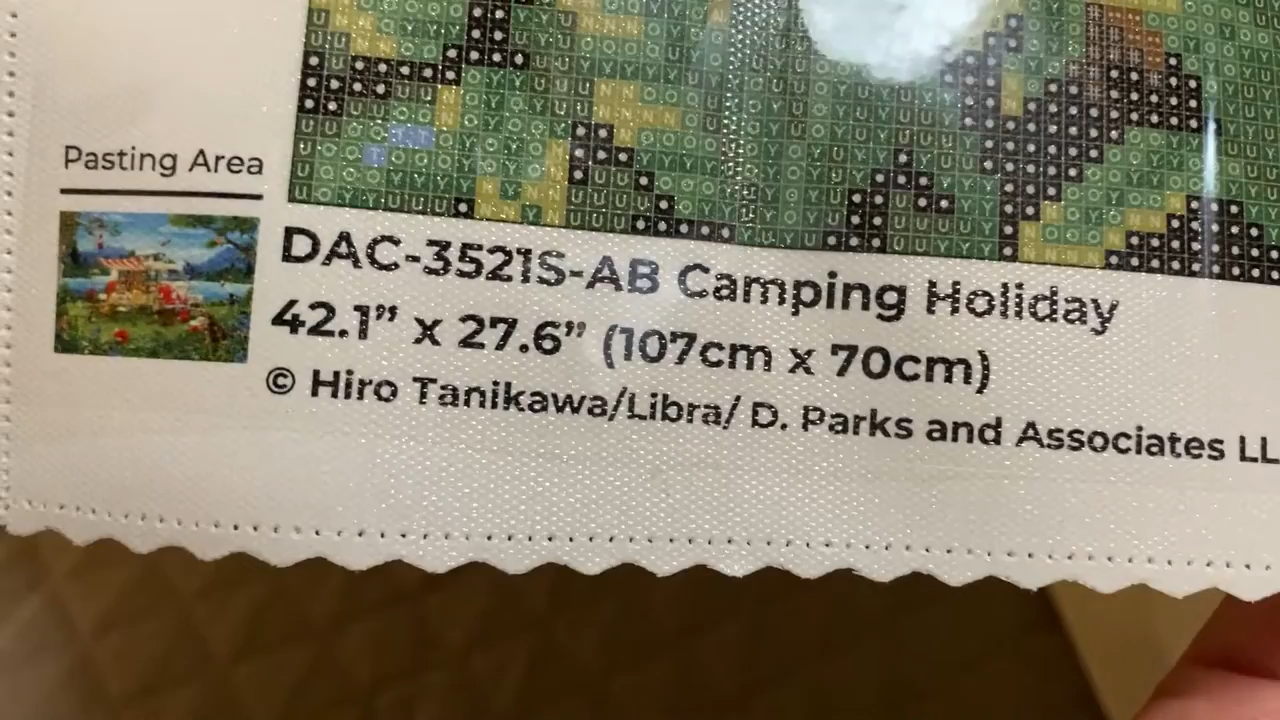 Pasting Area
DAC-3521S-AB Camping Holiday
42.1” x 27.6” (107cm x 70cm)
© Hiro Tanikawa/Libra/ D. Parks and Associates LL